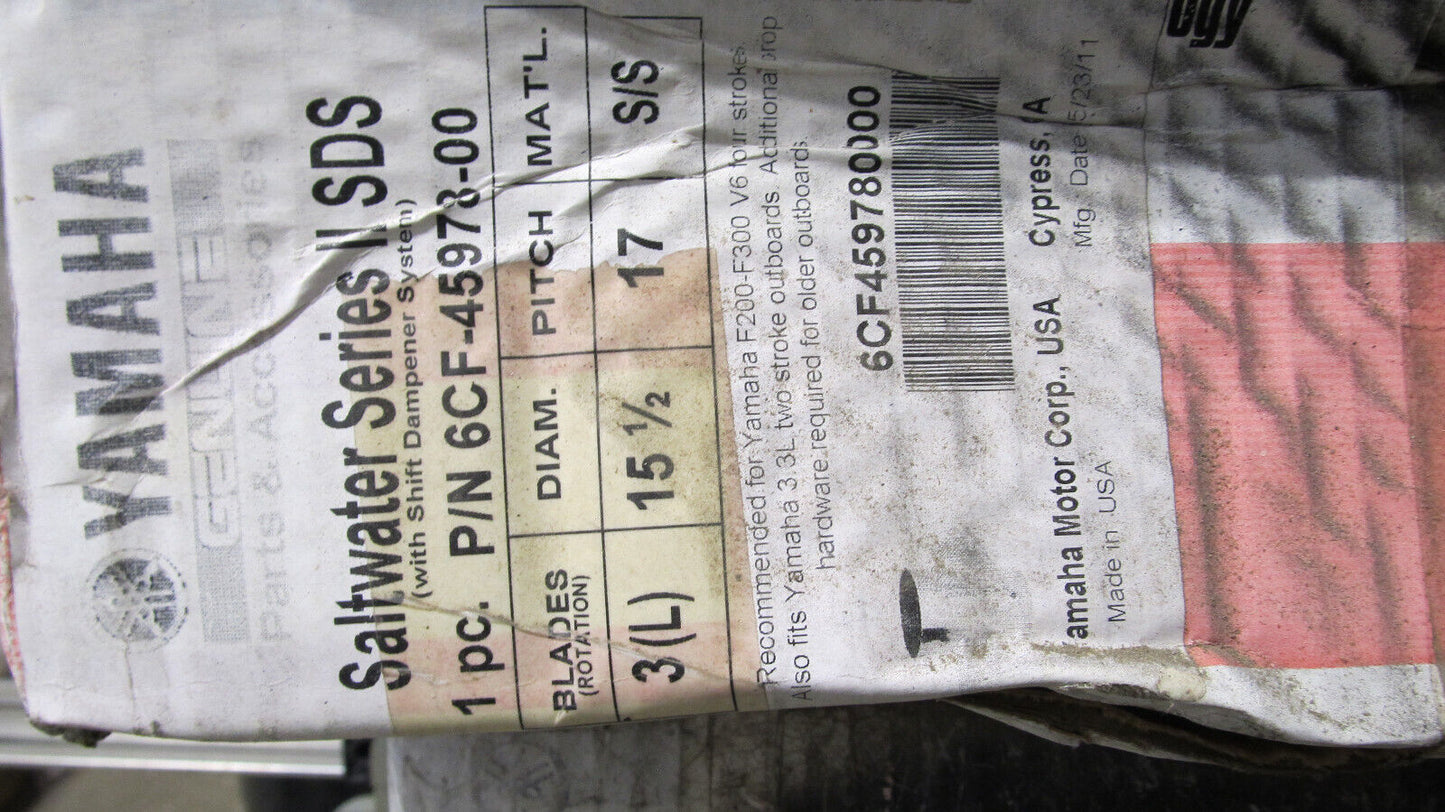 YAMAHA
GENUINE
Parts & Accessories
Saltwater Series II SDS
(with Shift Dampener System)
1 pc. P/N 6CF-45978-00
BLADES DIAM. PITCH MAT'L.
(ROTATION)
3 (L) 15 ½ 17 S/S
Recommended for Yamaha F200-F300 V6 four strokes.
Also fits Yamaha 3.3L two stroke outboards. Additional prop
hardware required for older outboards.
6CF459780000
amaha Motor Corp., USA Cypress,
Made in USA Mfg. Date 5/23/11